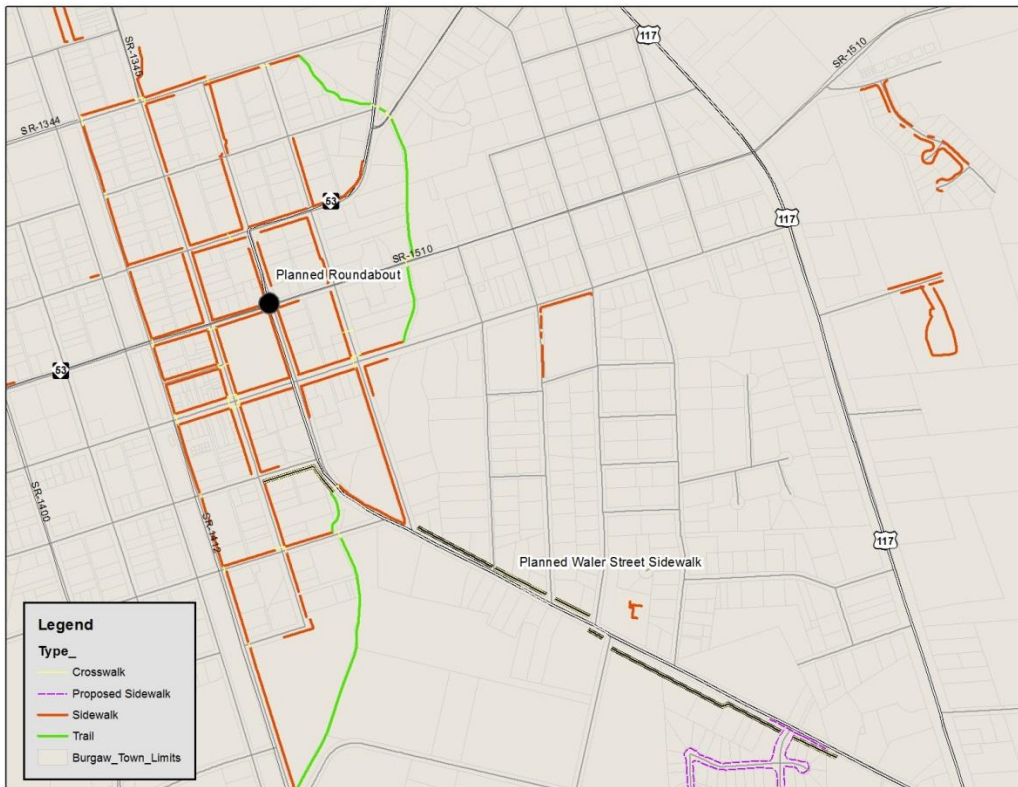 117
SR-1510
SR-1345
SR-1344
53
117
SR-1510
Planned Roundabout
53
SR-1400
SR-1412
117
Planned Waler Street Sidewalk
Legend
Type_
Crosswalk
Proposed Sidewalk
Sidewalk
Trail
Burgaw_Town_Limits